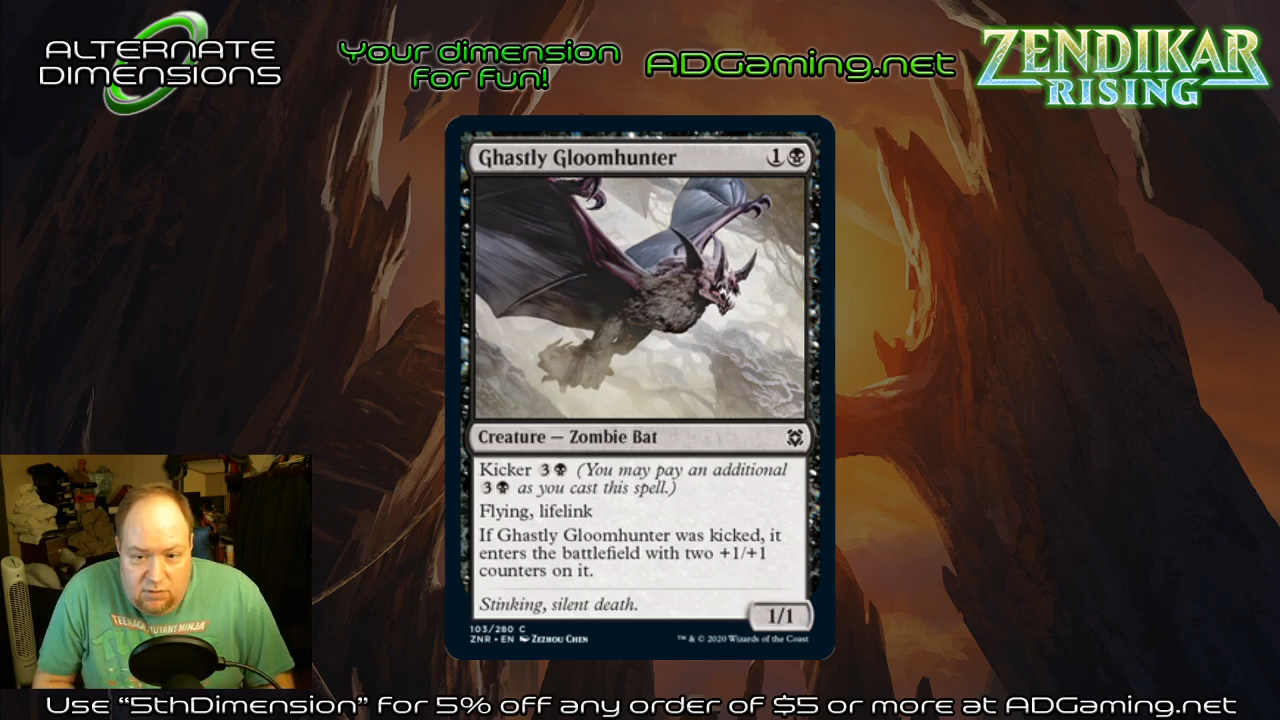 ALTERNATE
DIMENSIONS
Your dimension
for fun!
ADGaming.net
ZENDIKAR
RISING
Ghastly Gloomhunter 1
Creature — Zombie Bat
Kicker 3 (You may pay an additional
3 as you cast this spell.)
Flying, lifelink
If Ghastly Gloomhunter was kicked, it
enters the battlefield with two +1/+1
counters on it.
Stinking, silent death.
1/1
103/280 C
ZNR • EN Zezhou Chen
™ & © 2020 Wizards of the Coast
TEENAGE MUTANT NINJA
Use “5thDimension” for 5% off any order of $5 or more at ADGaming.net